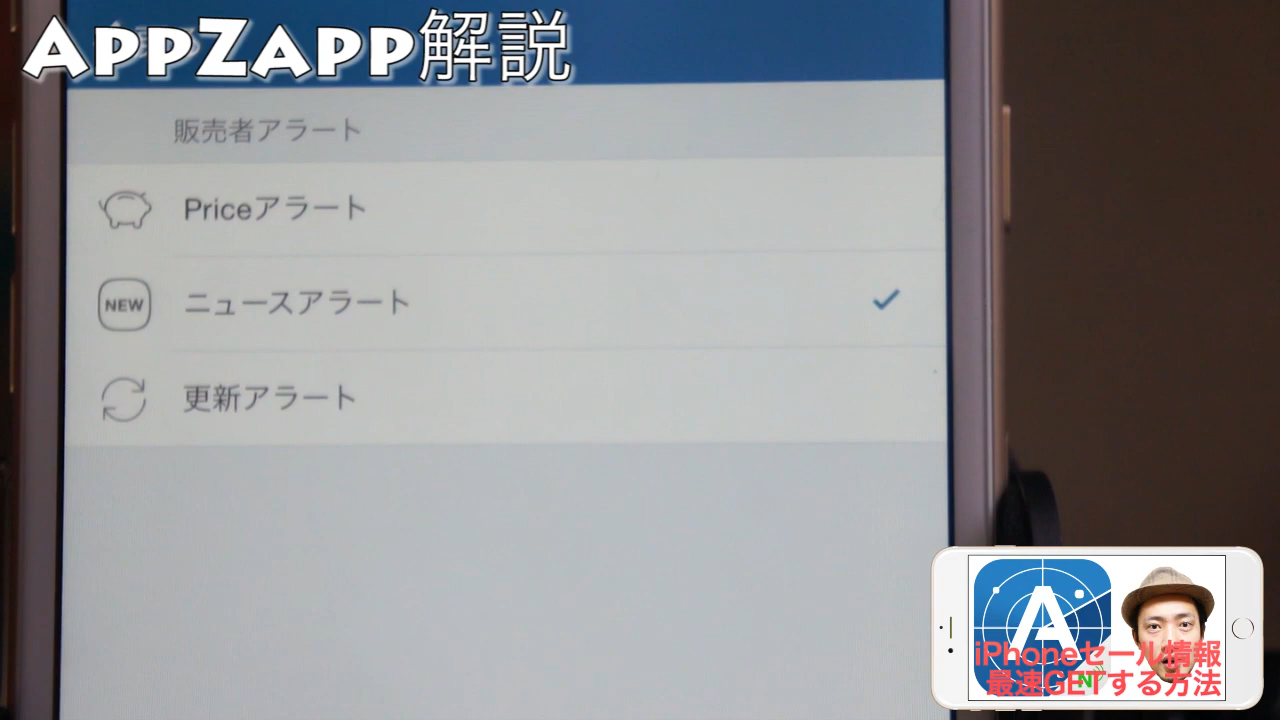 AppZapp解説
販売者アラート
Priceアラート
NEW
ニュースアラート
更新アラート
A
iPhoneセール情報
最速GETする方法